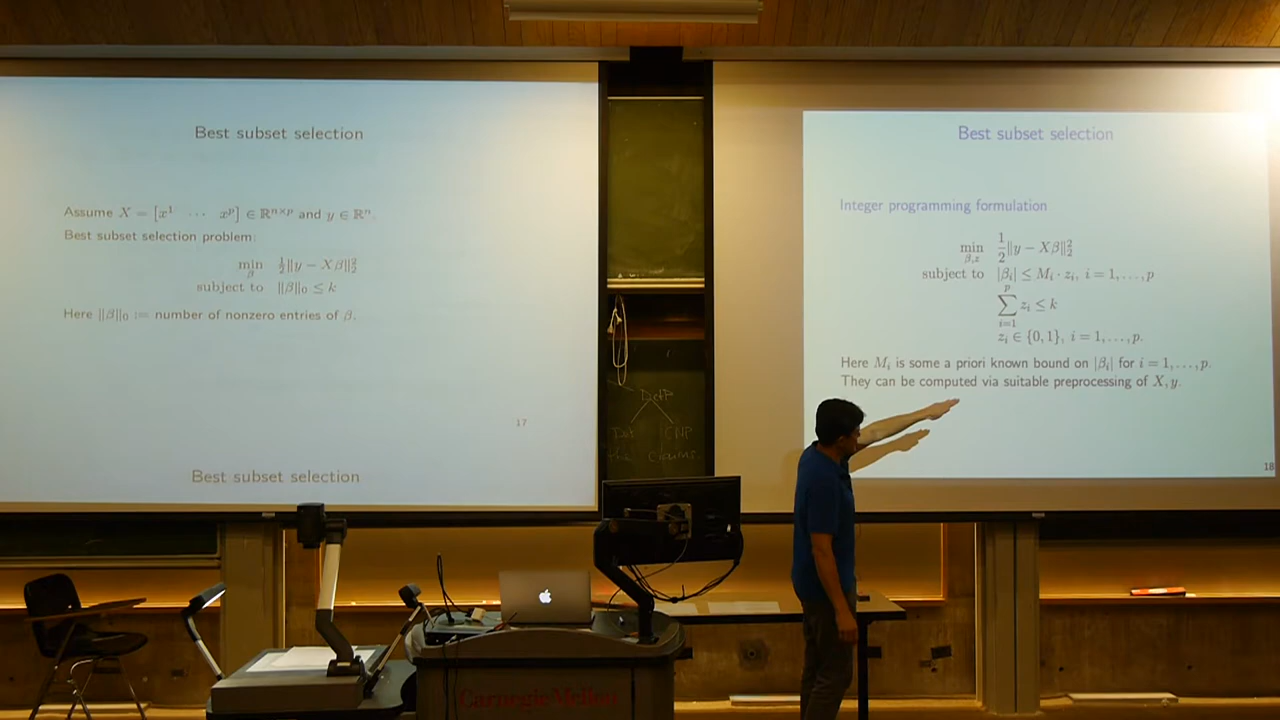 Best subset selection
Assume X = [x¹ ⋯ xᵖ] ∈ ℝⁿˣᵖ and y ∈ ℝⁿ.
Best subset selection problem:
min_β ½‖y − Xβ‖₂²
subject to ‖β‖₀ ≤ k
Here ‖β‖₀ := number of nonzero entries of β.
17
Best subset selection
Best subset selection
Integer programming formulation
min_{β,z} ½‖y − Xβ‖₂²
subject to |βᵢ| ≤ Mᵢ · zᵢ, i = 1, . . . , p
∑_{i=1}^{p} zᵢ ≤ k
zᵢ ∈ {0, 1}, i = 1, . . . , p.
Here Mᵢ is some a priori known bound on |βᵢ| for i = 1, . . . , p.
They can be computed via suitable preprocessing of X, y.
18
Carnegie Mellon